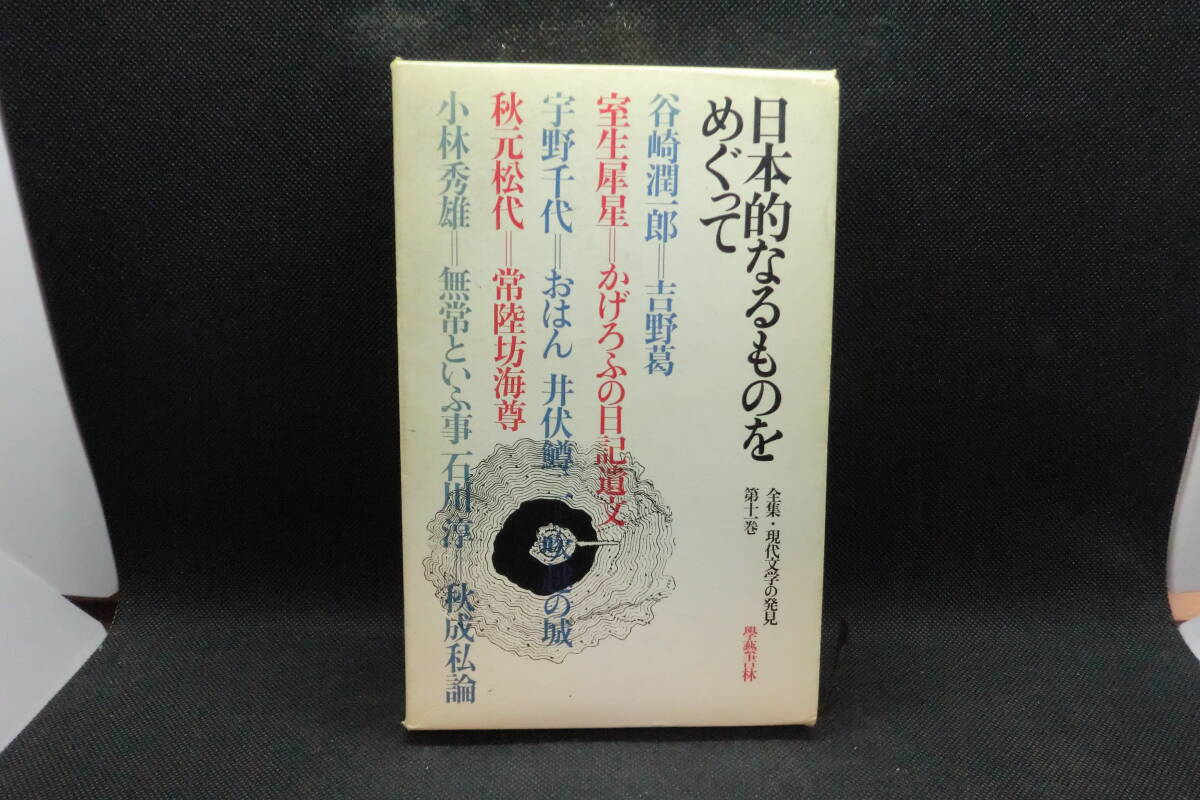 日本的なるものを
めぐって
全集・現代文学の発見
第十一巻
學藝書林
谷崎潤一郎＝吉野葛
室生犀星＝かげろふの日記遺文
宇野千代＝おはん 井伏鱒 の城
秋元松代＝常陸坊海尊
小林秀雄＝無常といふ事 石川淳＝秋成私論